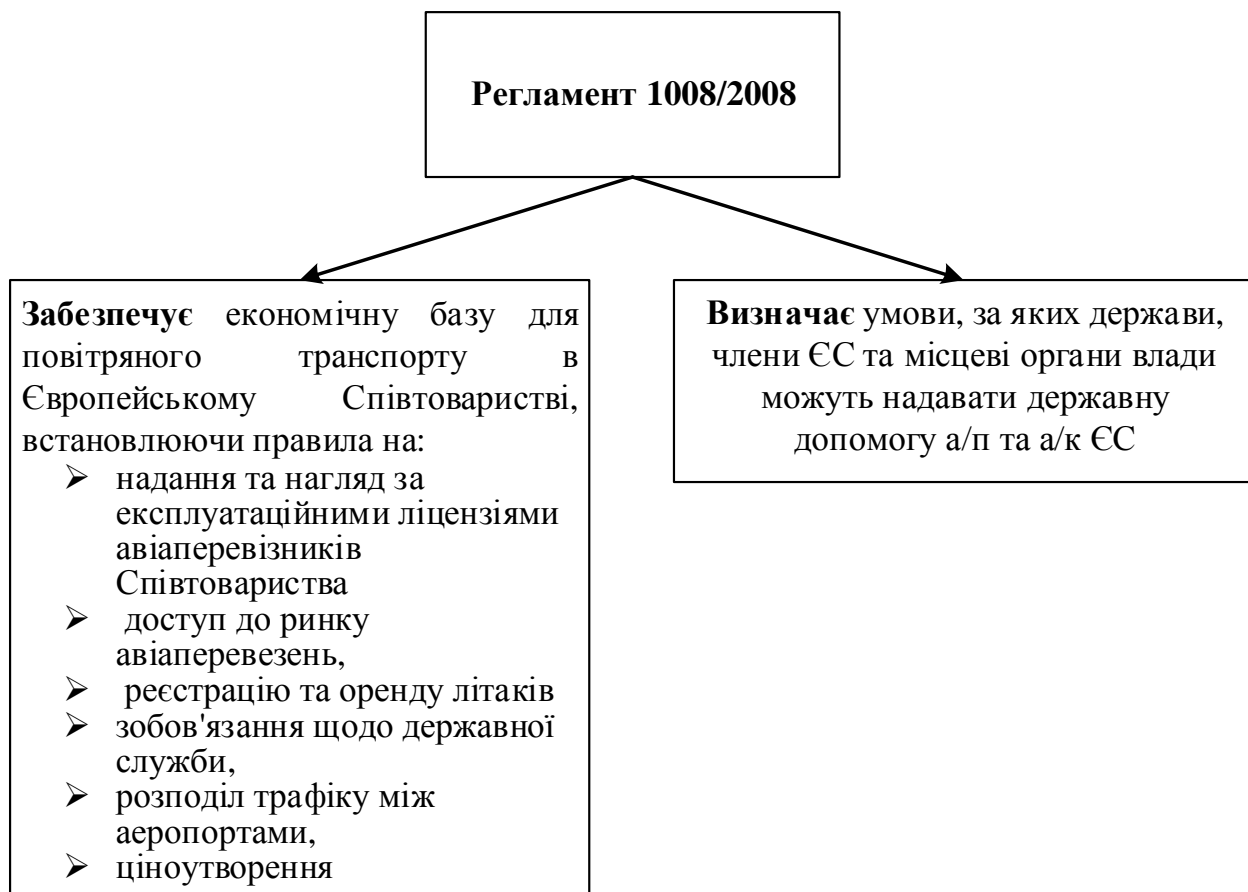 Регламент 1008/2008
Забезпечує економічну базу для
повітряного транспорту в
Європейському Співтоваристві,
встановлюючи правила на:
➢ надання та нагляд за
експлуатаційними ліцензіями
авіаперевізників
Співтовариства
➢ доступ до ринку
авіаперевезень,
➢ реєстрацію та оренду літаків
➢ зобов'язання щодо державної
служби,
➢ розподіл трафіку між
аеропортами,
➢ ціноутворення
Визначає умови, за яких держави,
члени ЄС та місцеві органи влади
можуть надавати державну
допомогу а/п та а/к ЄС